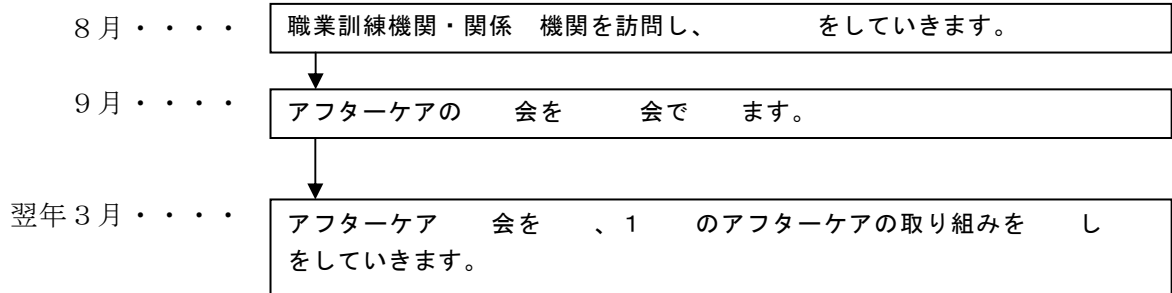 8月・・・・ 職業訓練機関・関係　機関を訪問し、　　　　をしていきます。
9月・・・・ アフターケアの　　会を　　　会で　　ます。
翌年3月・・・・ アフターケア　　会を　　、1　　のアフターケアの取り組みを　　し
をしていきます。